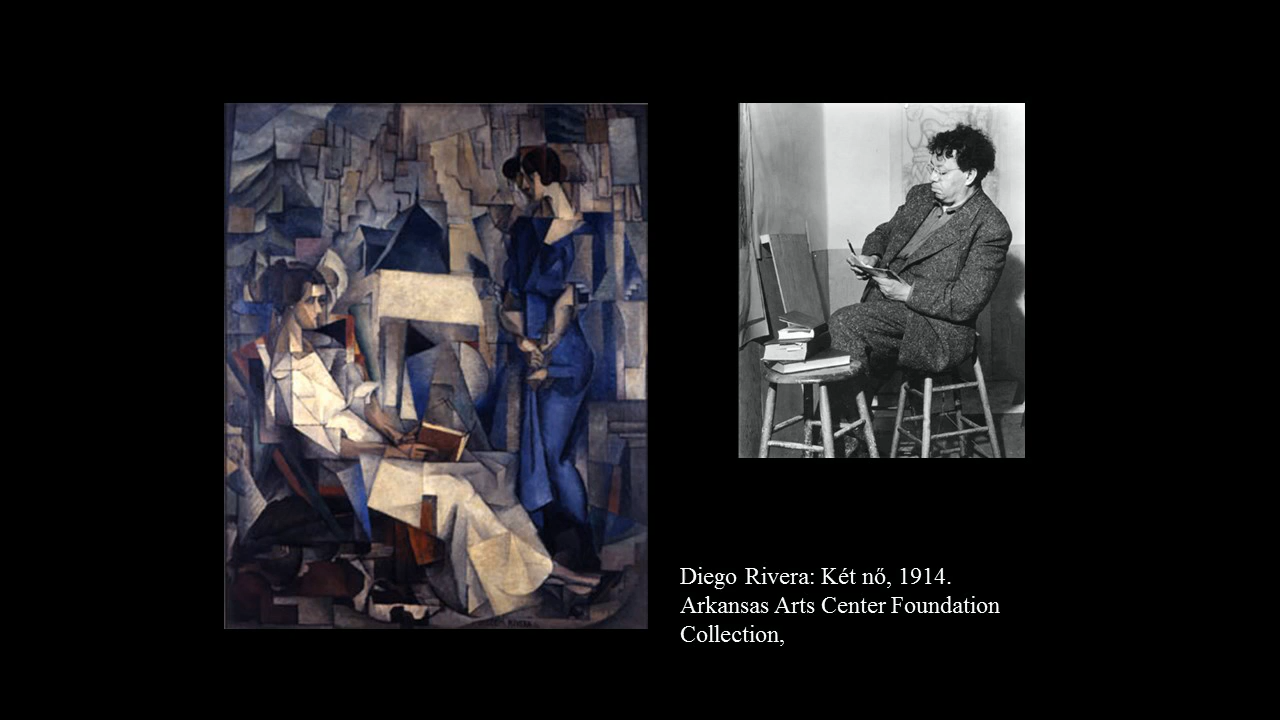 Diego Rivera: Két nő, 1914.
Arkansas Arts Center Foundation
Collection,